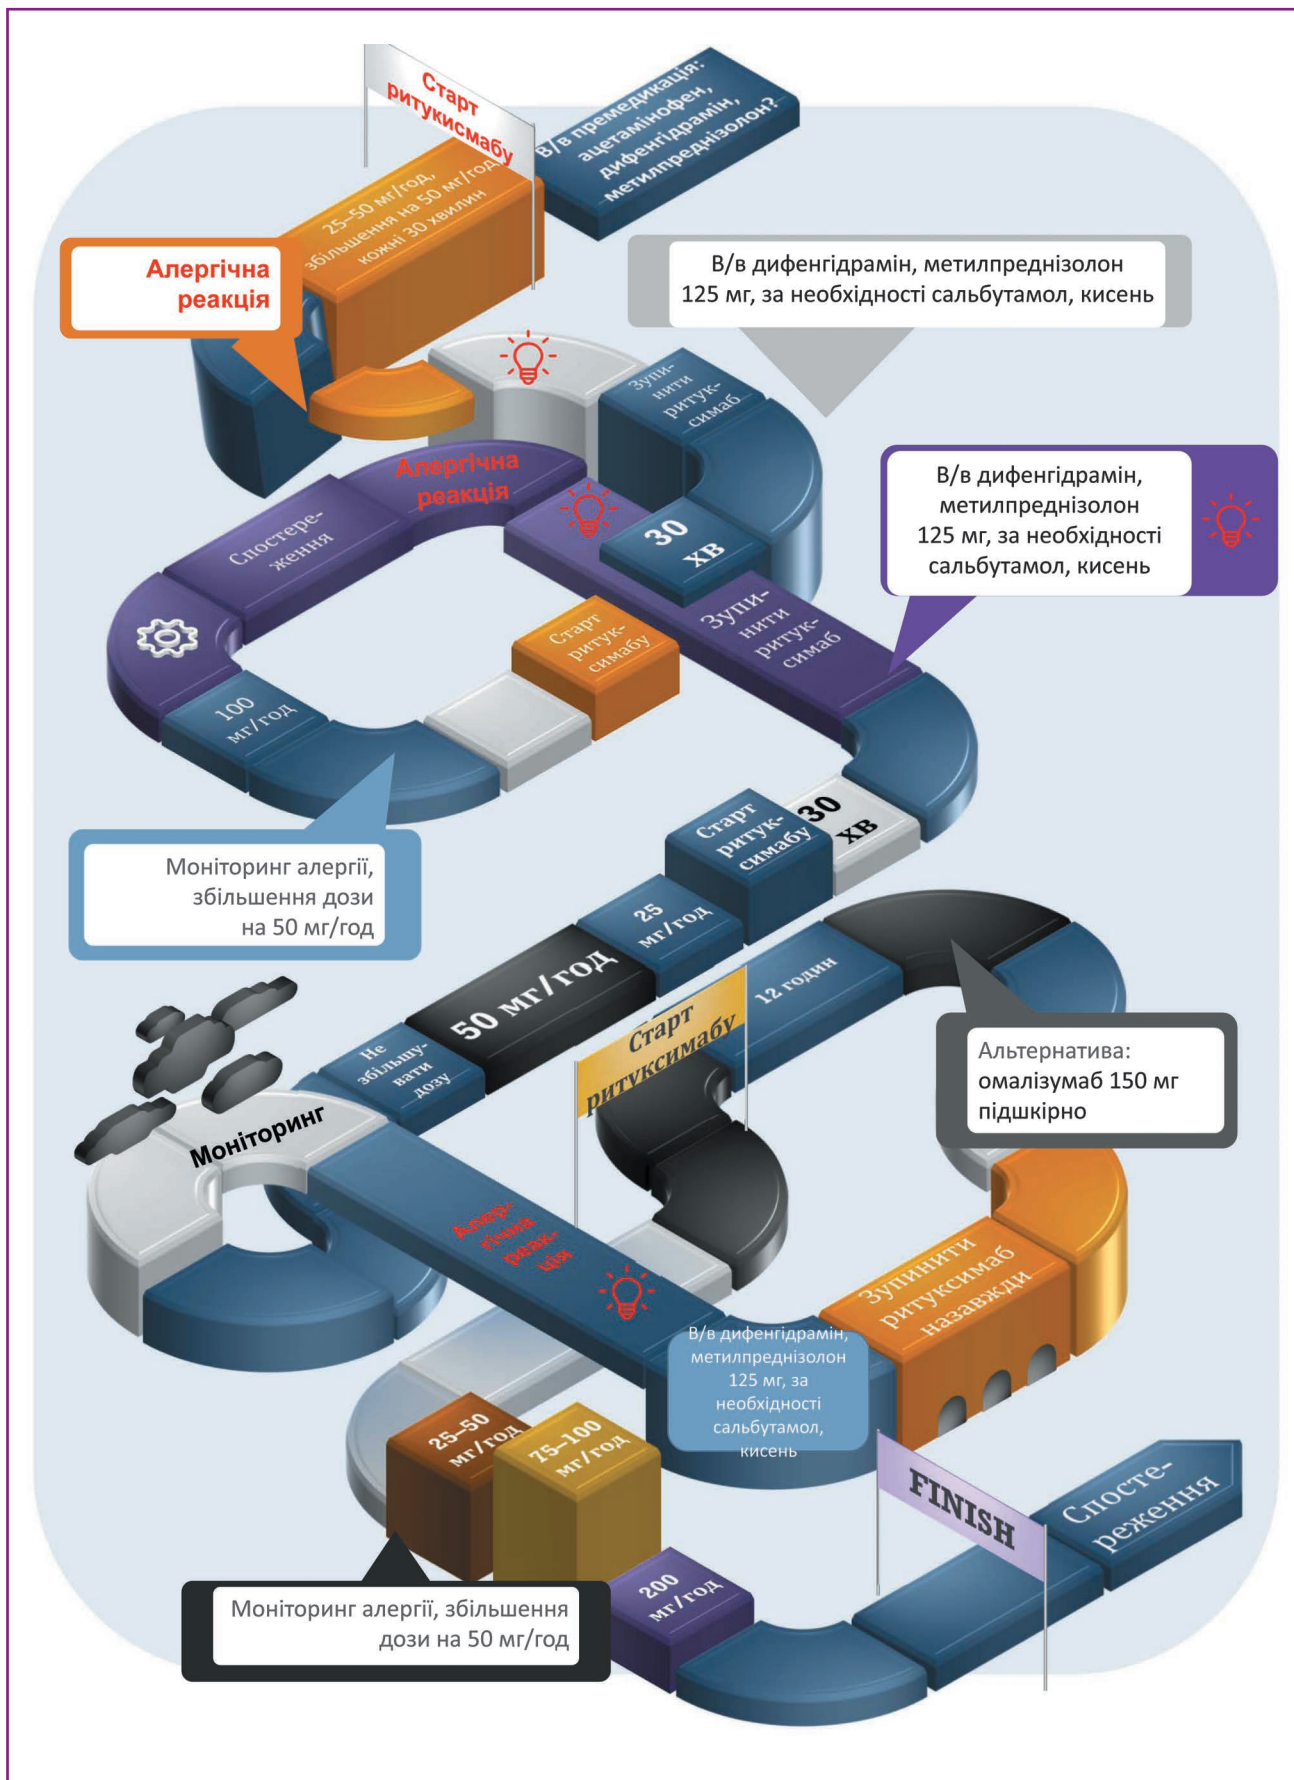 В/в премедикація:
ацетамінофен,
дифенгідрамін,
метилпреднізолон?
Старт
ритукисмабу
25–50 мг/год,
збільшення на 50 мг/год
кожні 30 хвилин
Алергічна
реакція
В/в дифенгідрамін, метилпреднізолон
125 мг, за необхідності сальбутамол, кисень
Зупи-
нити
ритук-
симаб
30
хв
Старт
ритук-
симабу
Моніторинг алергії,
збільшення дози
на 50 мг/год
100
мг/год
Спостере-
ження
Алергічна
реакція
В/в дифенгідрамін,
метилпреднізолон
125 мг, за необхідності
сальбутамол, кисень
Зупи-
нити
ритук-
симаб
30
хв
Старт
ритук-
симабу
25
мг/год
50 мг/год
Не
збільшу-
вати
дозу
Моніторинг
Алер-
гічна
реак-
ція
В/в дифенгідрамін,
метилпреднізолон
125 мг, за
необхідності
сальбутамол,
кисень
Зупинити
ритуксимаб
назавжди
Альтернатива:
омалізумаб 150 мг
підшкірно
12 годин
Старт
ритуксимабу
25–50
мг/год
75–100
мг/год
Моніторинг алергії, збільшення
дози на 50 мг/год
200
мг/год
FINISH
Спосте-
реження